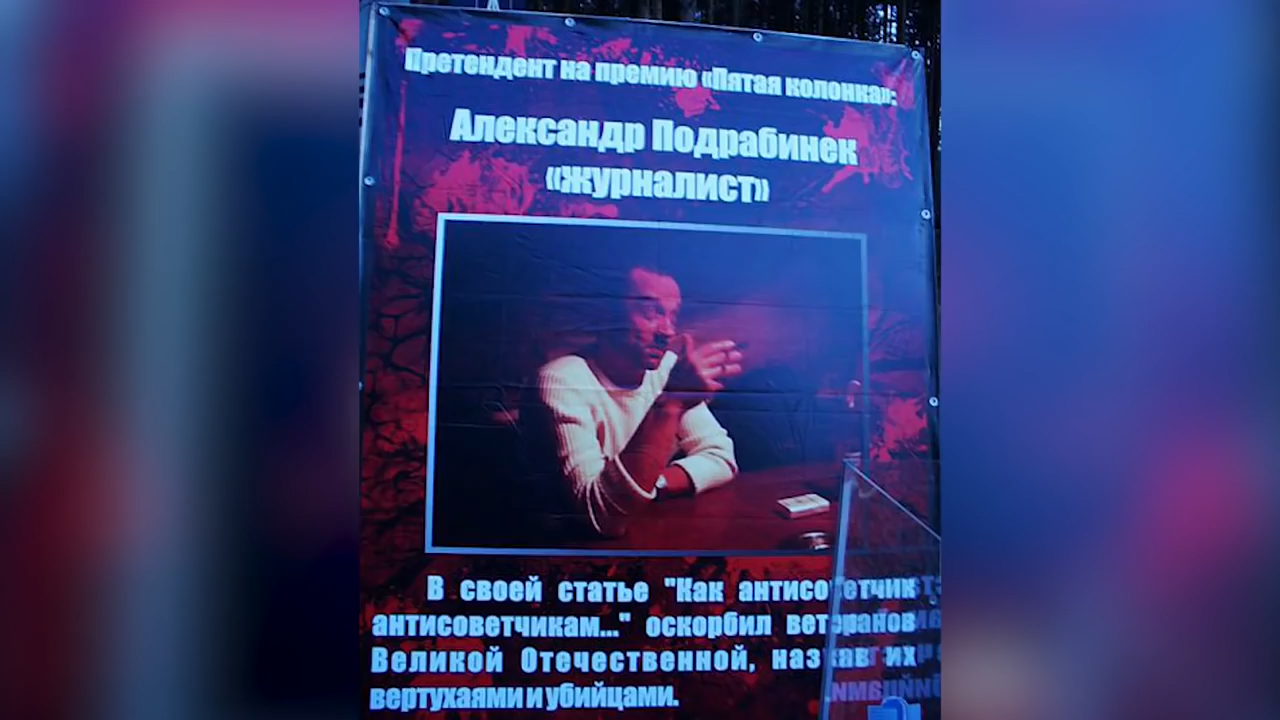 Претендент на премию «Пятая колонка»:
Александр Подрабинек
«журналист»
В своей статье "Как антисоветчик
антисоветчикам..." оскорбил ветеранов
Великой Отечественной, назвав их
вертухаями и убийцами.